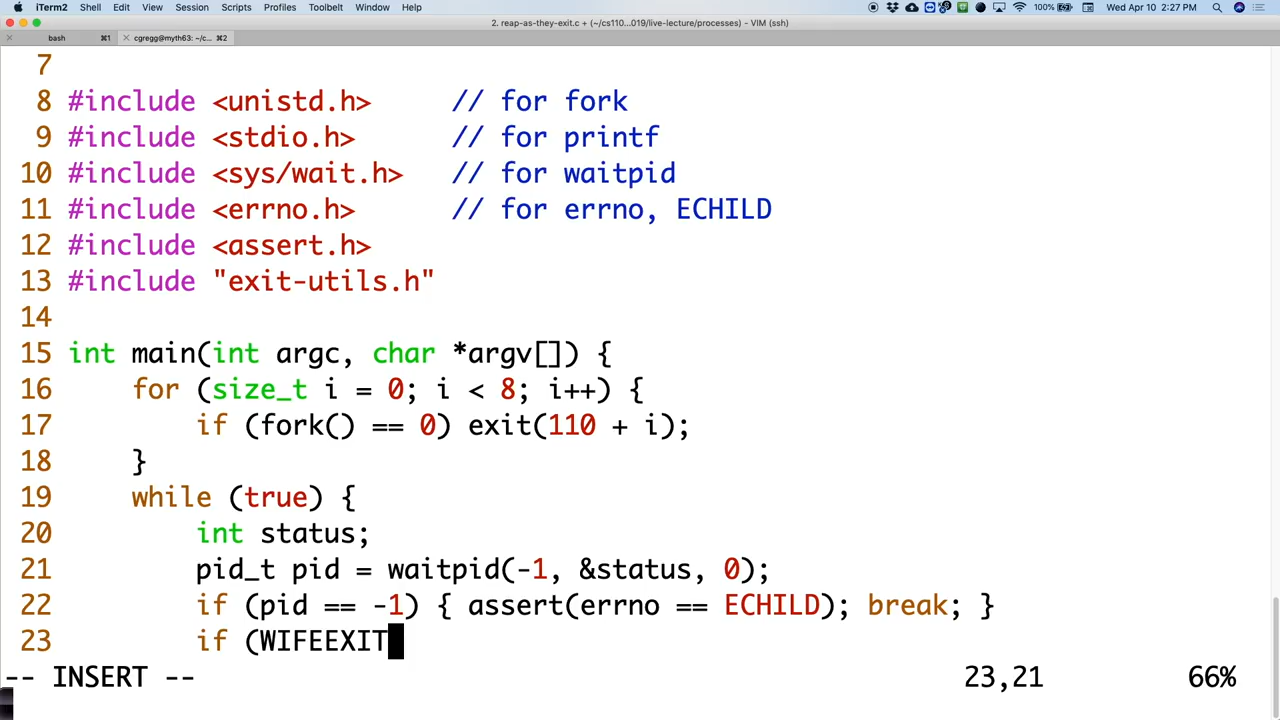 iTerm2 Shell Edit View Session Scripts Profiles Toolbelt Window Help 100% Wed Apr 10 2:27 PM
2. reap-as-they-exit.c + (~/cs110...019/live-lecture/processes) - VIM (ssh)
bash ⌘1 cgregg@myth63: ~/c... ⌘2
7
8 #include <unistd.h> // for fork
9 #include <stdio.h> // for printf
10 #include <sys/wait.h> // for waitpid
11 #include <errno.h> // for errno, ECHILD
12 #include <assert.h>
13 #include "exit-utils.h"
14
15 int main(int argc, char *argv[]) {
16 for (size_t i = 0; i < 8; i++) {
17 if (fork() == 0) exit(110 + i);
18 }
19 while (true) {
20 int status;
21 pid_t pid = waitpid(-1, &status, 0);
22 if (pid == -1) { assert(errno == ECHILD); break; }
23 if (WIFEEXIT
-- INSERT -- 23,21 66%